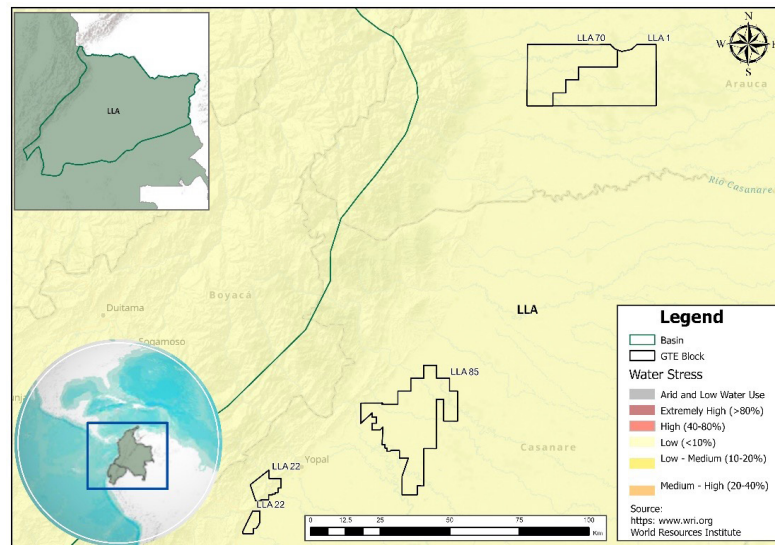 LLA
LLA 70
LLA 1
N
W
E
S
Arauca
Rio Casanare
Boyacá
Duitama
Sogamoso
LLA
LLA 85
Casanare
Yopal
LLA 22
LLA 22
Legend
Basin
GTE Block
Water Stress
Arid and Low Water Use
Extremely High (>80%)
High (40-80%)
Low (<10%)
Low - Medium (10-20%)
Medium - High (20-40%)
Source:
https: www.wri.org
World Resources Institute
0 12.5 25 50 75 100
Km